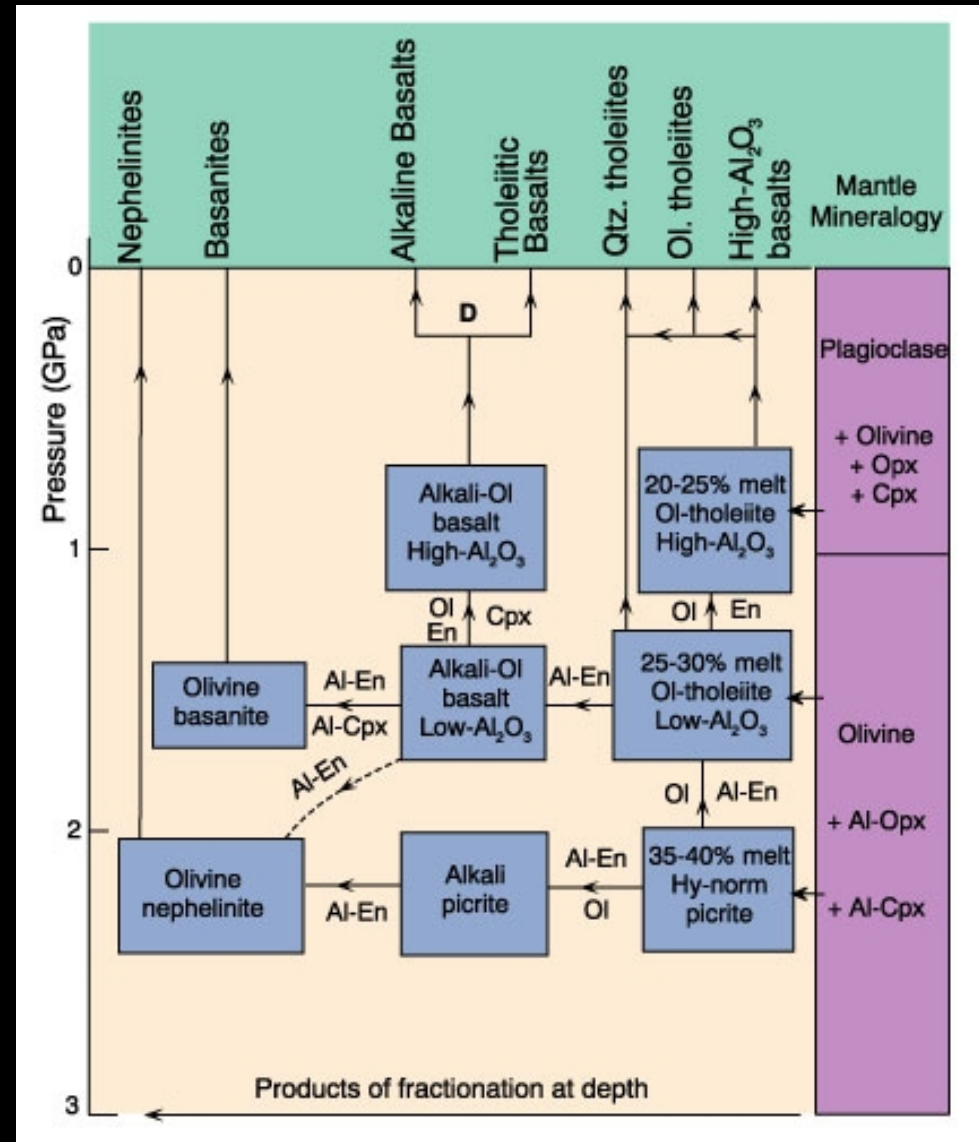 Nephelinites
Basanites
Alkaline Basalts
Tholeiitic
Basalts
Qtz. tholeiites
Ol. tholeiites
High-Al₂O₃
basalts
Mantle
Mineralogy
Pressure (GPa)
0
1
2
3
D
Plagioclase
+ Olivine
+ Opx
+ Cpx
Alkali-Ol
basalt
High-Al₂O₃
20-25% melt
Ol-tholeiite
High-Al₂O₃
Ol
En
Cpx
Ol
En
Olivine
basanite
Al-En
Al-Cpx
Alkali-Ol
basalt
Low-Al₂O₃
Al-En
25-30% melt
Ol-tholeiite
Low-Al₂O₃
Olivine
+ Al-Opx
+ Al-Cpx
Al-En
Ol
Al-En
Olivine
nephelinite
Al-En
Alkali
picrite
Al-En
Ol
35-40% melt
Hy-norm
picrite
Products of fractionation at depth